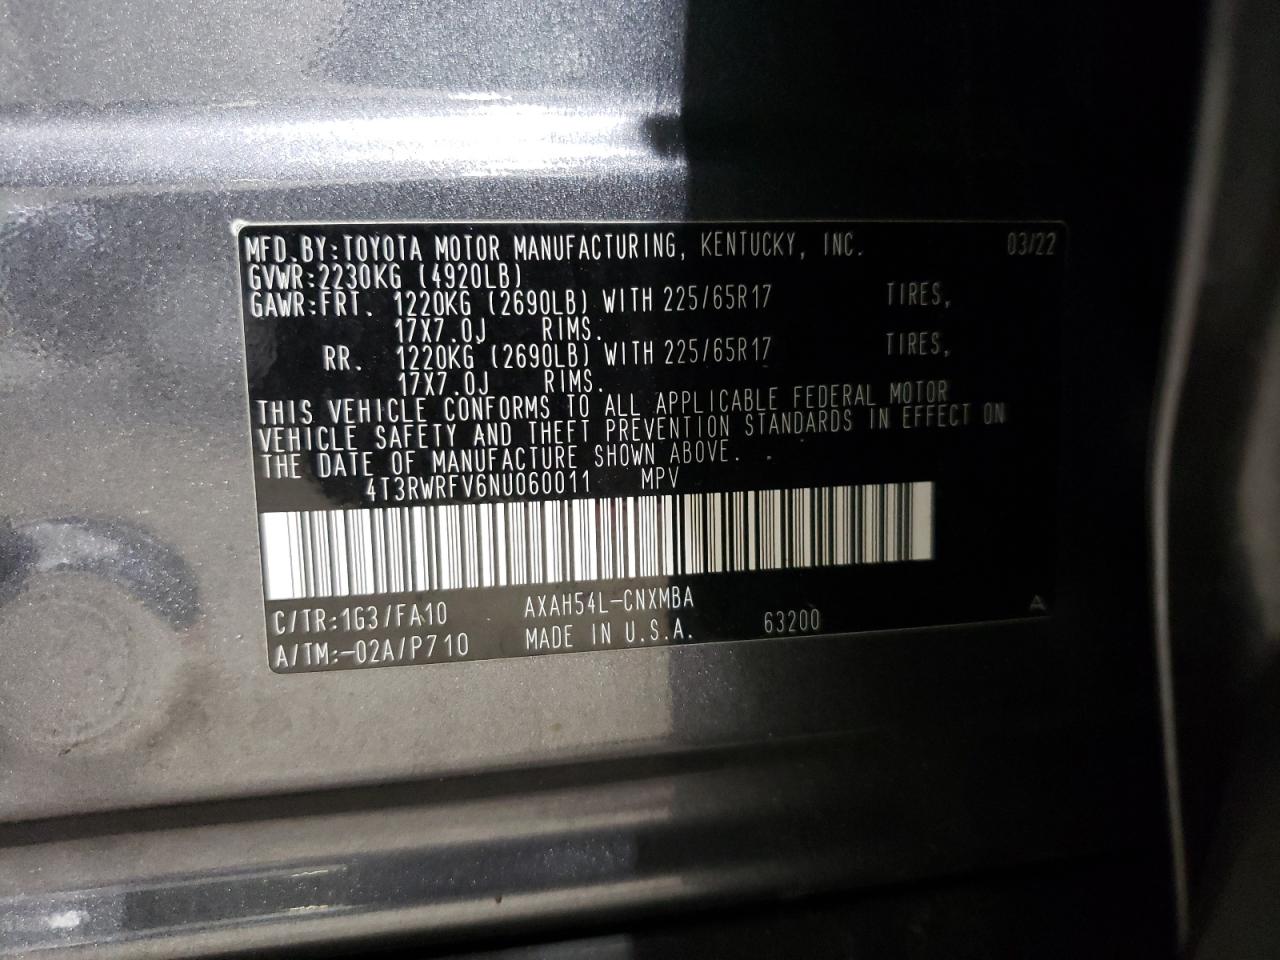 MFD.BY:TOYOTA MOTOR MANUFACTURING, KENTUCKY, INC. 03/22
GVWR:2230KG (4920LB)
GAWR:FRT. 1220KG (2690LB) WITH 225/65R17 TIRES,
17X7.0J RIMS.
RR. 1220KG (2690LB) WITH 225/65R17 TIRES,
17X7.0J RIMS.
THIS VEHICLE CONFORMS TO ALL APPLICABLE FEDERAL MOTOR
VEHICLE SAFETY AND THEFT PREVENTION STANDARDS IN EFFECT ON
THE DATE OF MANUFACTURE SHOWN ABOVE. .
4T3RWRFV6NU060011 MPV
C/TR:1G3/FA10 AXAH54L-CNXMBA
A/TM:-02A/P710 MADE IN U.S.A. 63200 A